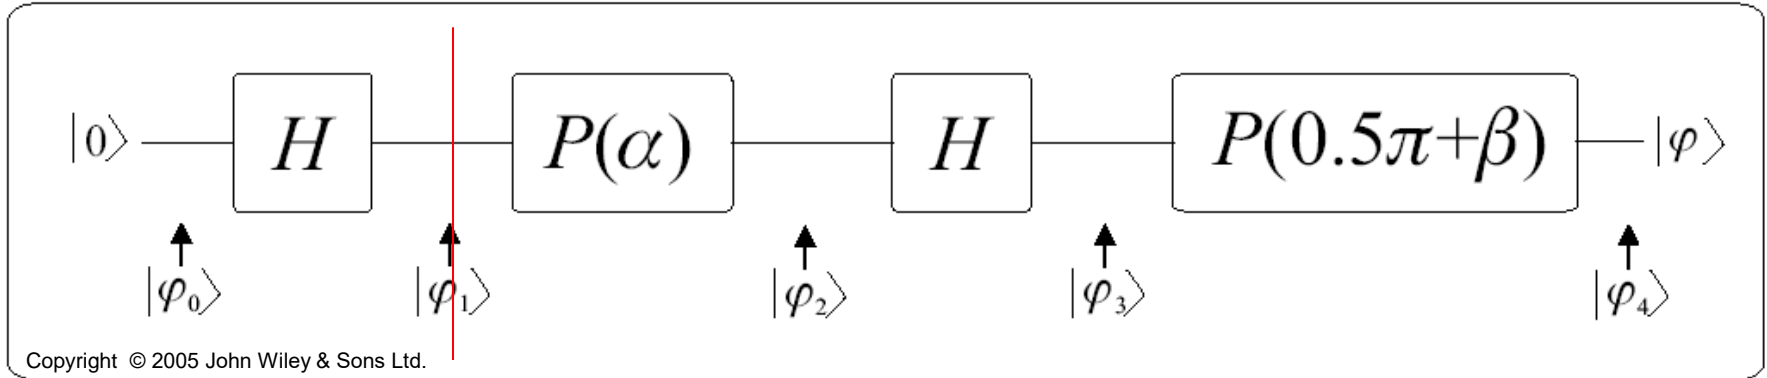 |0⟩ H P(α) H P(0.5π+β) |φ⟩
|φ₀⟩ |φ₁⟩ |φ₂⟩ |φ₃⟩ |φ₄⟩
Copyright © 2005 John Wiley & Sons Ltd.